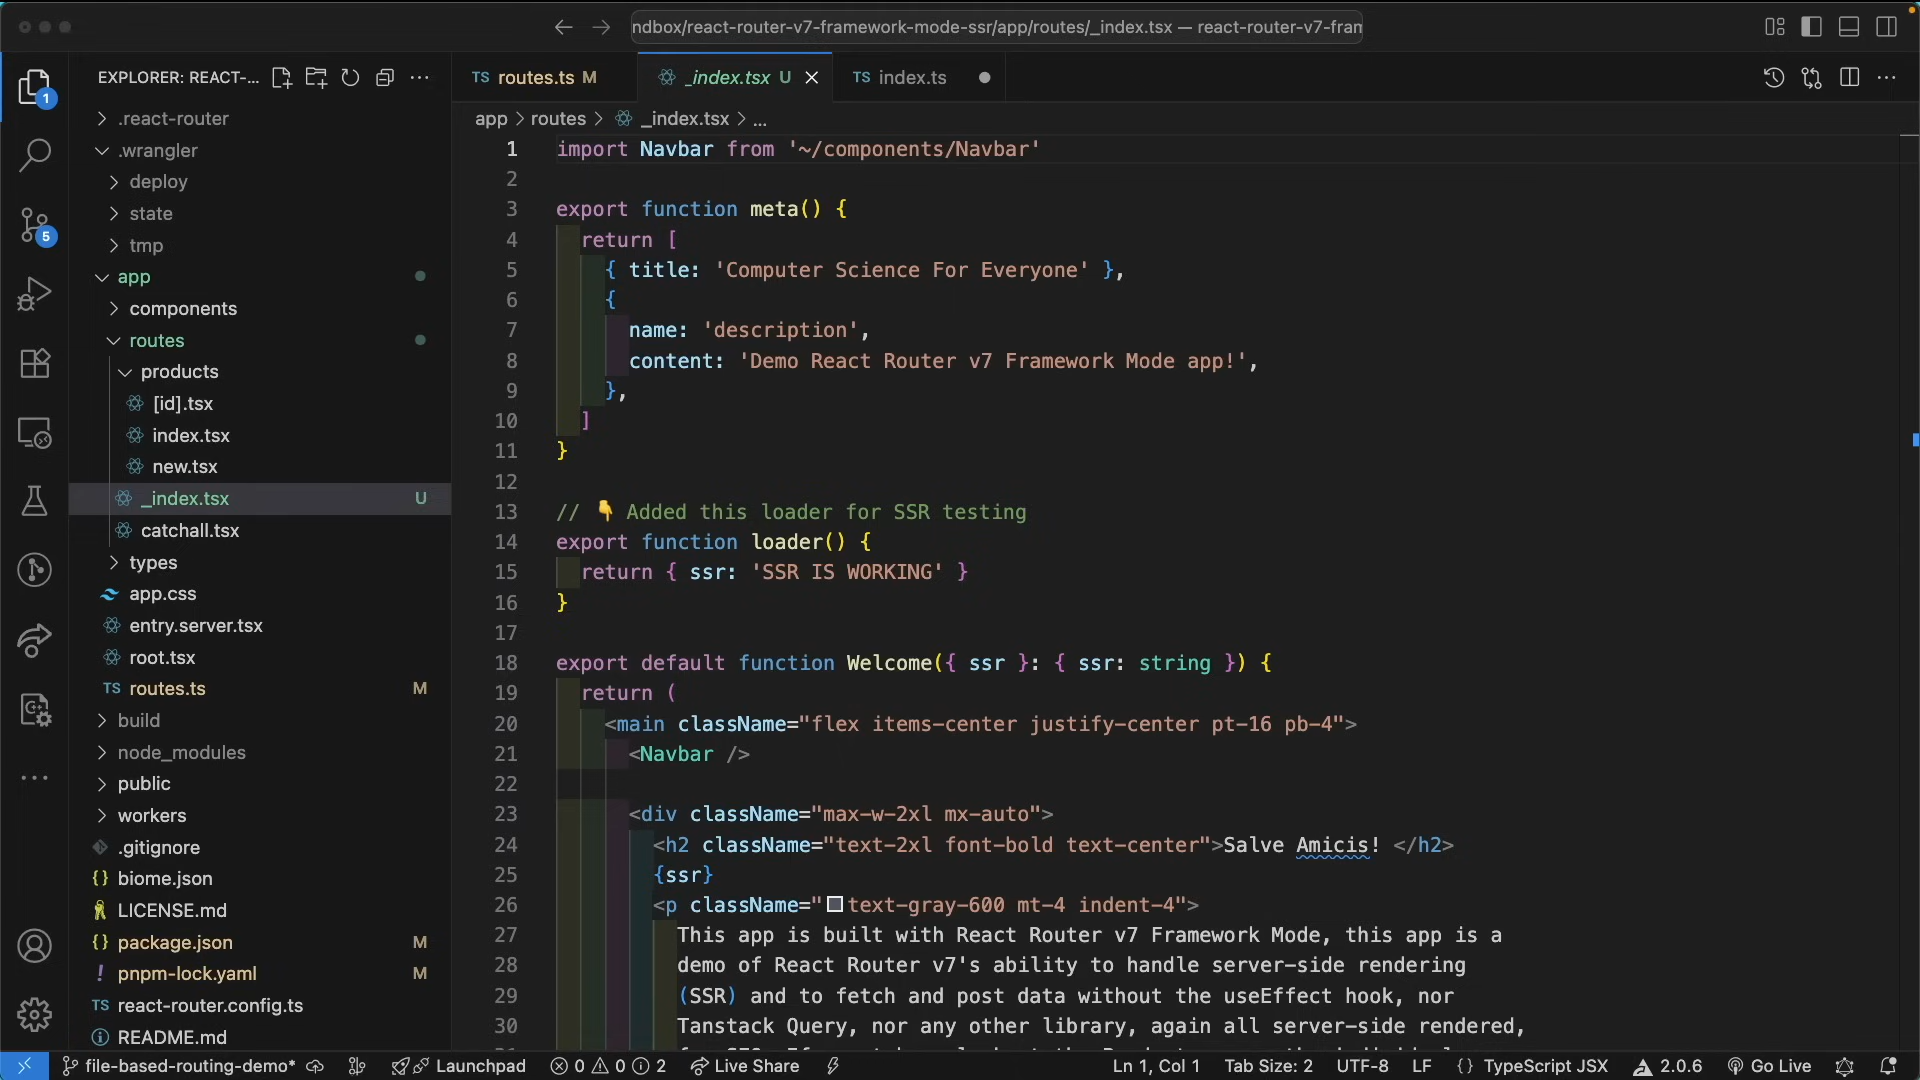 ndbox/react-router-v7-framework-mode-ssr/app/routes/_index.tsx — react-router-v7-fram
EXPLORER: REACT-...
TS routes.ts M
_index.tsx U
TS index.ts
app > routes > _index.tsx > ...
1
5
.react-router
.wrangler
deploy
state
tmp
app
components
routes
products
[id].tsx
index.tsx
new.tsx
_index.tsx U
catchall.tsx
types
app.css
entry.server.tsx
root.tsx
TS routes.ts M
build
node_modules
public
workers
.gitignore
{} biome.json
LICENSE.md
{} package.json M
! pnpm-lock.yaml M
TS react-router.config.ts
README.md
1 import Navbar from '~/components/Navbar'
2
3 export function meta() {
4 return [
5 { title: 'Computer Science For Everyone' },
6 {
7 name: 'description',
8 content: 'Demo React Router v7 Framework Mode app!',
9 },
10 ]
11 }
12
13 // 👇 Added this loader for SSR testing
14 export function loader() {
15 return { ssr: 'SSR IS WORKING' }
16 }
17
18 export default function Welcome({ ssr }: { ssr: string }) {
19 return (
20 <main className="flex items-center justify-center pt-16 pb-4">
21 <Navbar />
22
23 <div className="max-w-2xl mx-auto">
24 <h2 className="text-2xl font-bold text-center">Salve Amicis! </h2>
25 {ssr}
26 <p className="text-gray-600 mt-4 indent-4">
27 This app is built with React Router v7 Framework Mode, this app is a
28 demo of React Router v7's ability to handle server-side rendering
29 (SSR) and to fetch and post data without the useEffect hook, nor
30 Tanstack Query, nor any other library, again all server-side rendered,
file-based-routing-demo* Launchpad 0 0 2 Live Share Ln 1, Col 1 Tab Size: 2 UTF-8 LF {} TypeScript JSX 2.0.6 Go Live